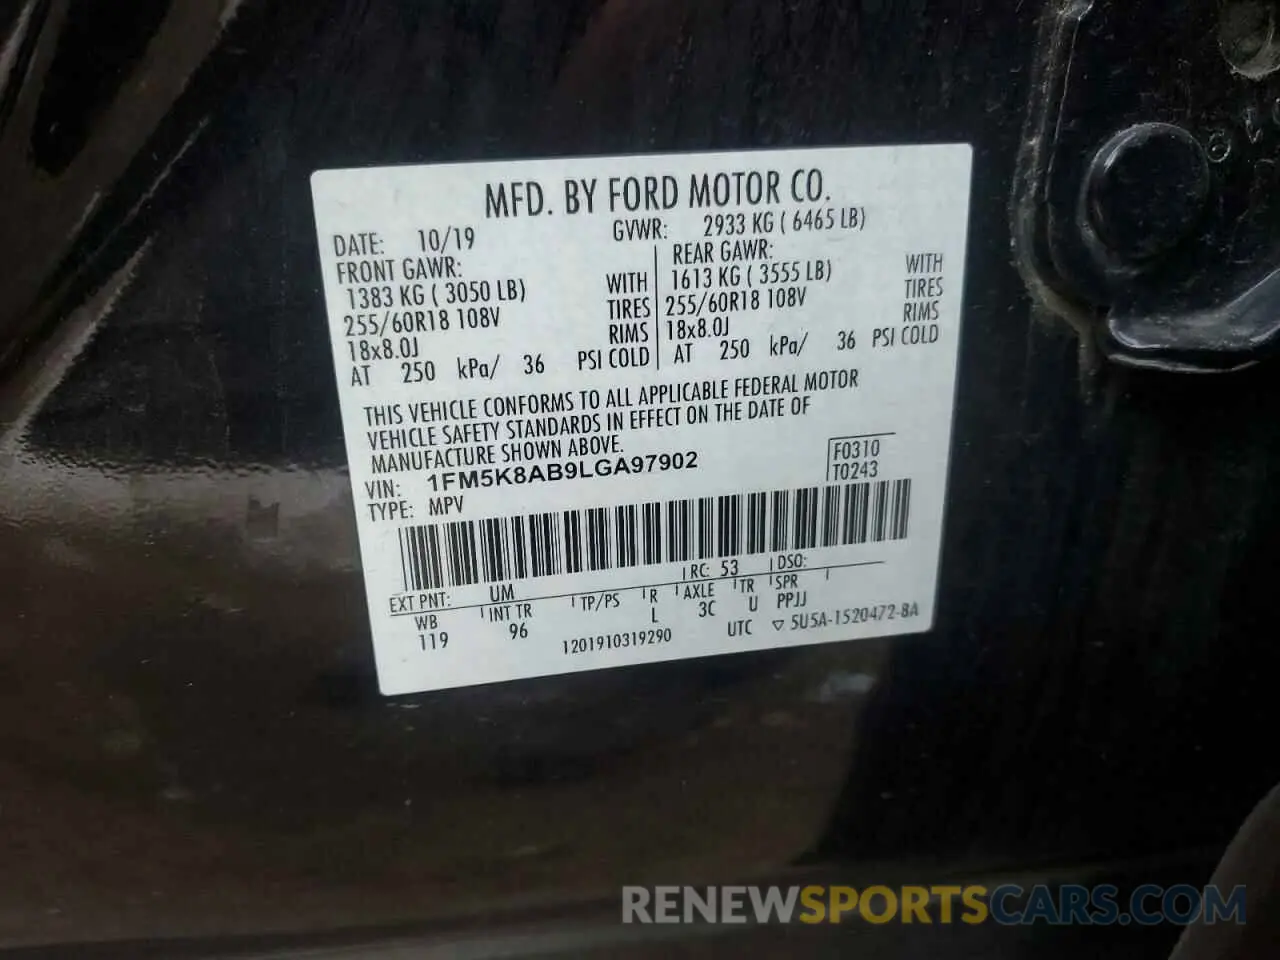 MFD. BY FORD MOTOR CO.
DATE: 10/19 GVWR: 2933 KG ( 6465 LB)
FRONT GAWR: REAR GAWR:
1383 KG ( 3050 LB) WITH 1613 KG ( 3555 LB) WITH
255/60R18 108V TIRES 255/60R18 108V TIRES
18x8.0J RIMS 18x8.0J RIMS
AT 250 kPa/ 36 PSI COLD AT 250 kPa/ 36 PSI COLD
THIS VEHICLE CONFORMS TO ALL APPLICABLE FEDERAL MOTOR
VEHICLE SAFETY STANDARDS IN EFFECT ON THE DATE OF
MANUFACTURE SHOWN ABOVE.
VIN: 1FM5K8AB9LGA97902 F0310
TYPE: MPV T0243
EXT PNT: UM RC: 53 DSO:
WB INT TR TP/PS R AXLE TR SPR
119 96 L 3C U PPJJ
1201910319290 UTC ▽ 5U5A-1520472-BA
RENEWSPORTSCARS.COM